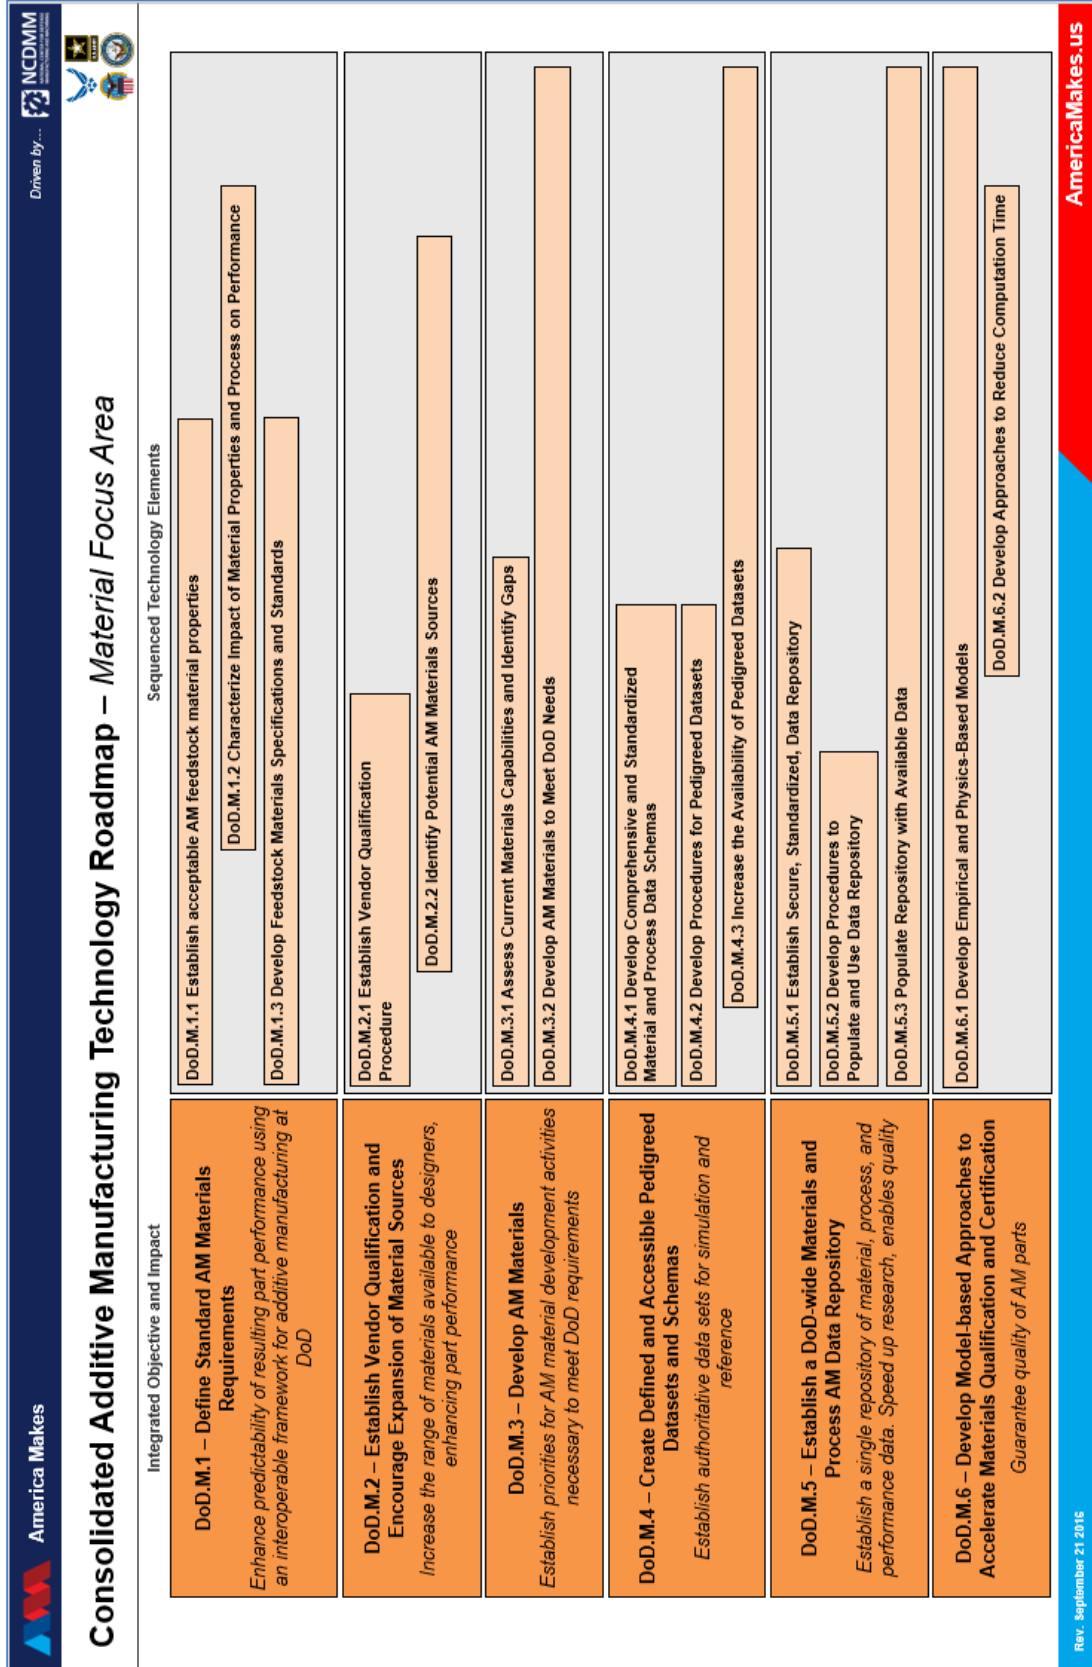 America Makes
Driven by...
NCDMM
Consolidated Additive Manufacturing Technology Roadmap – Material Focus Area
Integrated Objective and Impact
Sequenced Technology Elements
DoD.M.1 – Define Standard AM Materials
Requirements
Enhance predictability of resulting part performance using
an interoperable framework for additive manufacturing at
DoD
DoD.M.1.1 Establish acceptable AM feedstock material properties
DoD.M.1.2 Characterize Impact of Material Properties and Process on Performance
DoD.M.1.3 Develop Feedstock Materials Specifications and Standards
DoD.M.2 – Establish Vendor Qualification and
Encourage Expansion of Material Sources
Increase the range of materials available to designers,
enhancing part performance
DoD.M.2.1 Establish Vendor Qualification
Procedure
DoD.M.2.2 Identify Potential AM Materials Sources
DoD.M.3 – Develop AM Materials
Establish priorities for AM material development activities
necessary to meet DoD requirements
DoD.M.3.1 Assess Current Materials Capabilities and Identify Gaps
DoD.M.3.2 Develop AM Materials to Meet DoD Needs
DoD.M.4 – Create Defined and Accessible Pedigreed
Datasets and Schemas
Establish authoritative data sets for simulation and
reference
DoD.M.4.1 Develop Comprehensive and Standardized
Material and Process Data Schemas
DoD.M.4.2 Develop Procedures for Pedigreed Datasets
DoD.M.4.3 Increase the Availability of Pedigreed Datasets
DoD.M.5 – Establish a DoD-wide Materials and
Process AM Data Repository
Establish a single repository of material, process, and
performance data. Speed up research, enables quality
DoD.M.5.1 Establish Secure, Standardized, Data Repository
DoD.M.5.2 Develop Procedures to
Populate and Use Data Repository
DoD.M.5.3 Populate Repository with Available Data
DoD.M.6 – Develop Model-based Approaches to
Accelerate Materials Qualification and Certification
Guarantee quality of AM parts
DoD.M.6.1 Develop Empirical and Physics-Based Models
DoD.M.6.2 Develop Approaches to Reduce Computation Time
Rev. September 21 2016
AmericaMakes.us